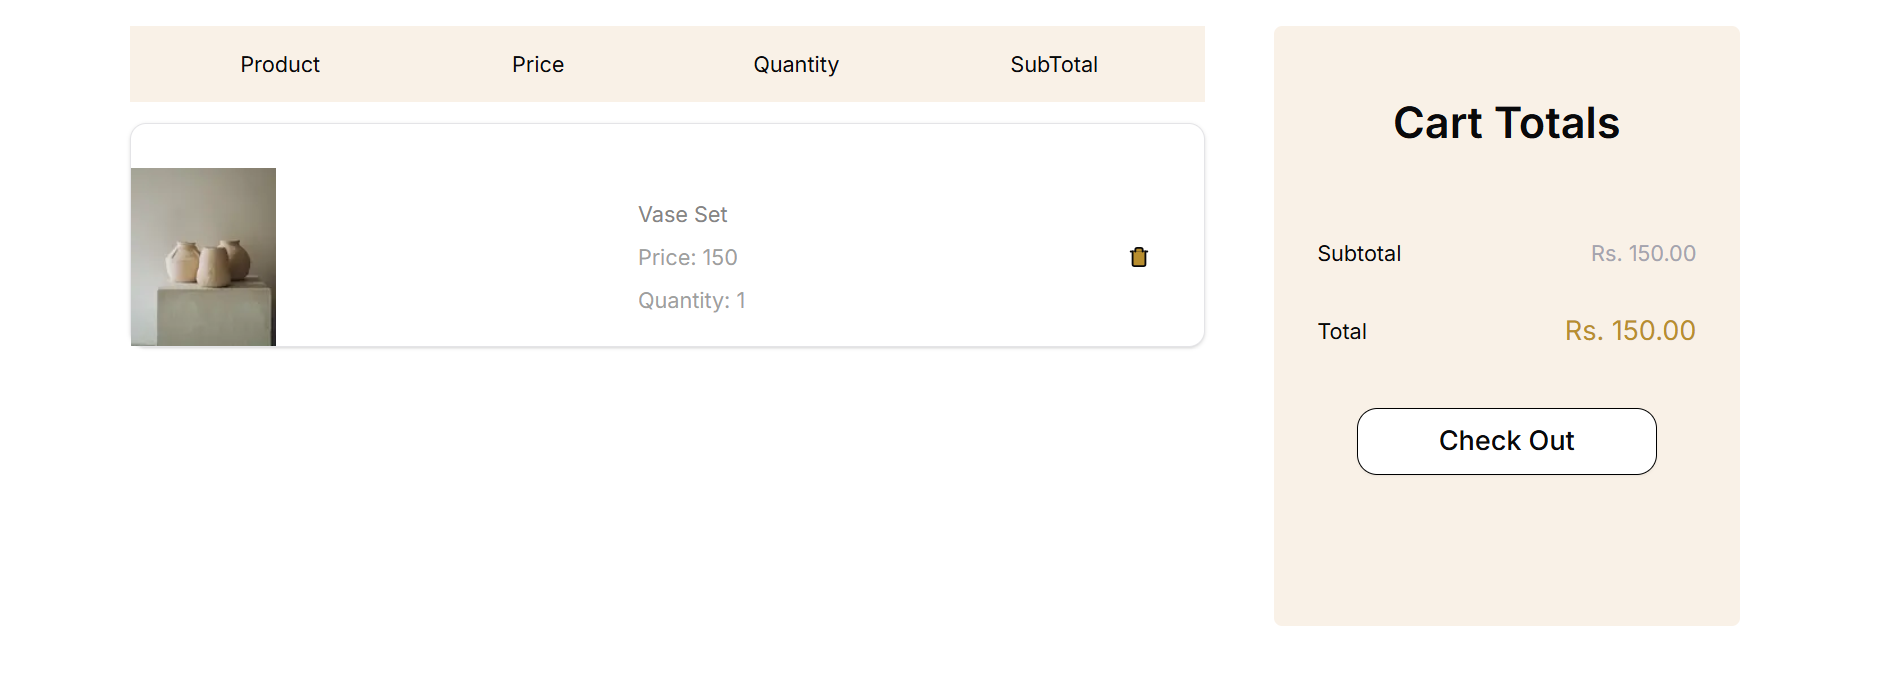 Product Price Quantity SubTotal
Vase Set
Price: 150
Quantity: 1
Cart Totals
Subtotal Rs. 150.00
Total Rs. 150.00
Check Out